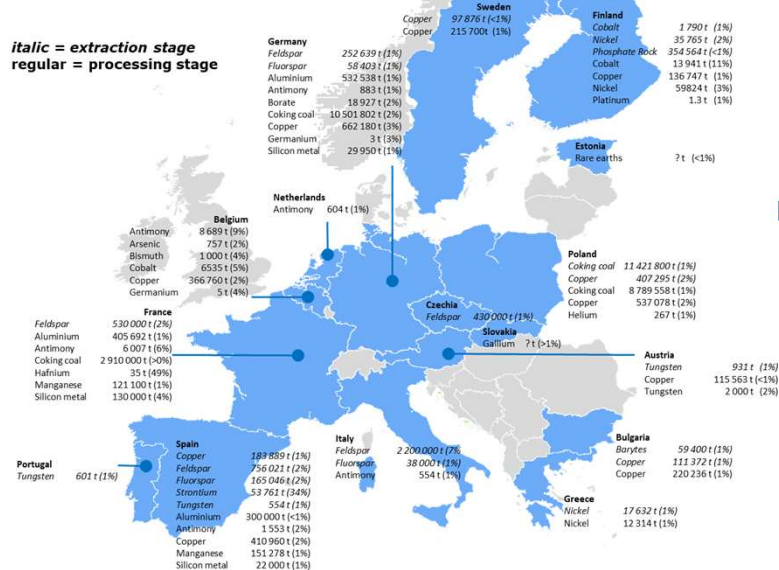 italic = extraction stage
regular = processing stage
Sweden
Copper 97 876 t (<1%)
Copper 215 700t (1%)
Finland
Cobalt 1 790 t (1%)
Nickel 35 765 t (2%)
Phosphate Rock 354 564 t (<1%)
Cobalt 13 941 t (11%)
Copper 136 747 t (1%)
Nickel 59824 t (3%)
Platinum 1.3 t (1%)
Germany
Feldspar 252 639 t (1%)
Fluorspar 58 403 t (1%)
Aluminium 532 538 t (1%)
Antimony 883 t (1%)
Borate 18 927 t (2%)
Coking coal 10 501 802 t (2%)
Copper 662 180 t (3%)
Germanium 3 t (3%)
Silicon metal 29 950 t (1%)
Estonia
Rare earths ? t (<1%)
Netherlands
Antimony 604 t (1%)
Belgium
Antimony 8 689 t (9%)
Arsenic 757 t (2%)
Bismuth 1 000 t (4%)
Cobalt 6535 t (5%)
Copper 366 760 t (2%)
Germanium 5 t (4%)
Poland
Coking coal 11 421 800 t (1%)
Copper 407 295 t (2%)
Coking coal 8 789 558 t (1%)
Copper 537 078 t (2%)
Helium 267 t (1%)
Czechia
Feldspar 430 000 t (1%)
Slovakia
Gallium ? t (>1%)
France
Feldspar 530 000 t (2%)
Aluminium 405 692 t (1%)
Antimony 6 007 t (6%)
Coking coal 2 910 000 t (>0%)
Hafnium 35 t (49%)
Manganese 121 100 t (1%)
Silicon metal 130 000 t (4%)
Austria
Tungsten 931 t (1%)
Copper 115 563 t (<1%)
Tungsten 2 000 t (2%)
Portugal
Tungsten 601 t (1%)
Spain
Copper 183 889 t (1%)
Feldspar 756 021 t (2%)
Fluorspar 165 046 t (2%)
Strontium 53 761 t (34%)
Tungsten 554 t (1%)
Aluminium 300 000 t (<1%)
Antimony 1 553 t (2%)
Copper 410 960 t (2%)
Manganese 151 278 t (1%)
Silicon metal 22 000 t (1%)
Italy
Feldspar 2 200 000 t (7%
Fluorspar 38 000 t (1%)
Antimony 554 t (1%)
Bulgaria
Barytes 59 400 t (1%)
Copper 111 372 t (1%)
Copper 220 236 t (1%)
Greece
Nickel 17 632 t (1%)
Nickel 12 314 t (1%)